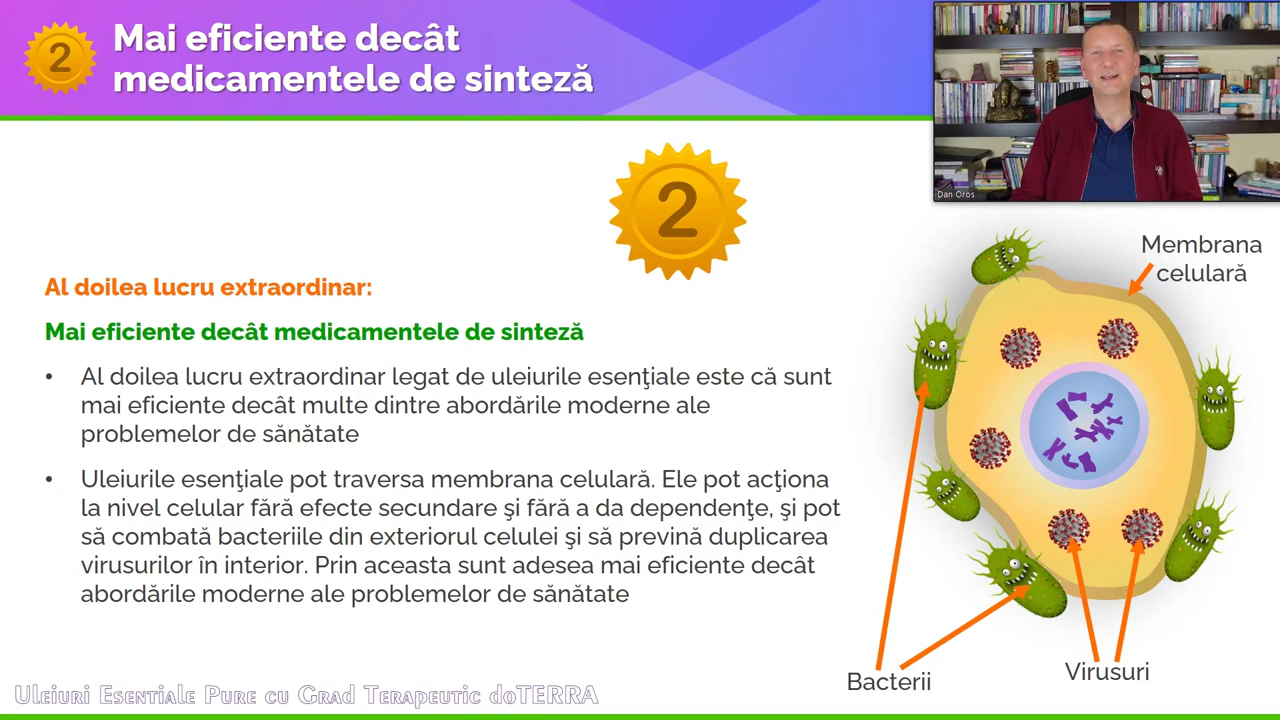 2
Mai eficiente decât
medicamentele de sinteză
Dan Oros
2
Al doilea lucru extraordinar:
Mai eficiente decât medicamentele de sinteză
• Al doilea lucru extraordinar legat de uleiurile esenţiale este că sunt
mai eficiente decât multe dintre abordările moderne ale
problemelor de sănătate
• Uleiurile esenţiale pot traversa membrana celulară. Ele pot acţiona
la nivel celular fără efecte secundare şi fără a da dependenţe, şi pot
să combată bacteriile din exteriorul celulei şi să prevină duplicarea
virusurilor în interior. Prin aceasta sunt adesea mai eficiente decât
abordările moderne ale problemelor de sănătate
Membrana
celulară
Bacterii
Virusuri
Uleiuri Esentiale Pure cu Grad Terapeutic doTERRA